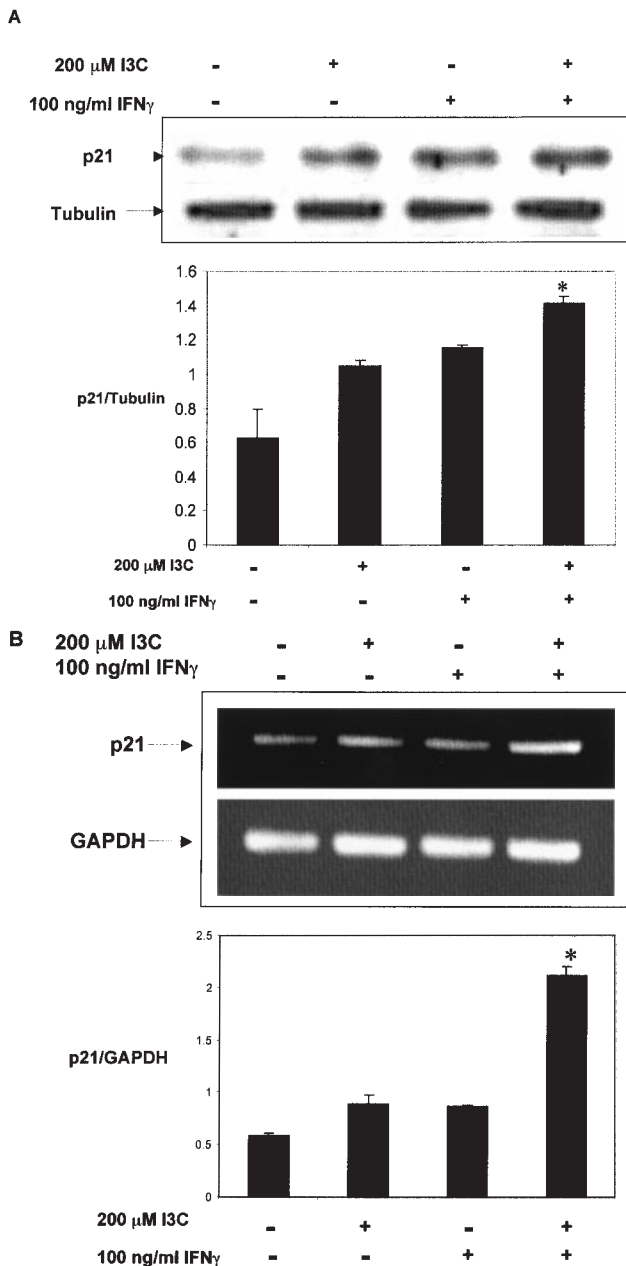 A
200 μM I3C - + - +
100 ng/ml IFNγ - - + +
p21
Tubulin
1.6
*
1.4
1.2
1
p21/Tubulin
0.8
0.6
0.4
0.2
0
200 μM I3C - + - +
100 ng/ml IFNγ - - + +
B
200 μM I3C - + - +
100 ng/ml IFNγ - - + +
p21
GAPDH
2.5
*
2
1.5
p21/GAPDH
1
0.5
0
200 μM I3C - + - +
100 ng/ml IFNγ - - + +